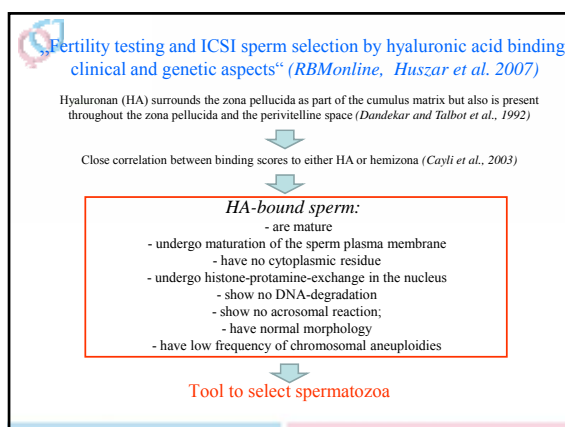 „Fertility testing and ICSI sperm selection by hyaluronic acid binding
clinical and genetic aspects“ (RBMonline, Huszar et al. 2007)
Hyaluronan (HA) surrounds the zona pellucida as part of the cumulus matrix but also is present
throughout the zona pellucida and the perivitelline space (Dandekar and Talbot et al., 1992)
Close correlation between binding scores to either HA or hemizona (Cayli et al., 2003)
HA-bound sperm:
- are mature
- undergo maturation of the sperm plasma membrane
- have no cytoplasmic residue
- undergo histone-protamine-exchange in the nucleus
- show no DNA-degradation
- show no acrosomal reaction;
- have normal morphology
- have low frequency of chromosomal aneuploidies
Tool to select spermatozoa